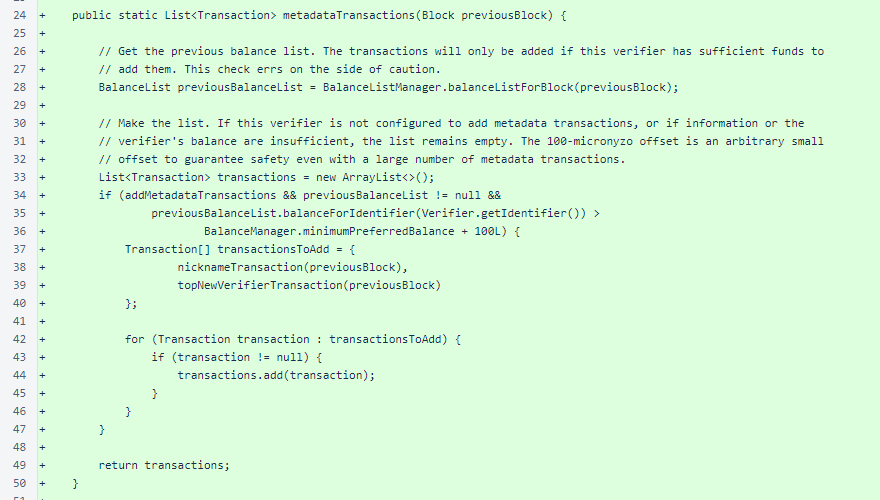 24 +     public static List<Transaction> metadataTransactions(Block previousBlock) {
25 +
26 +         // Get the previous balance list. The transactions will only be added if this verifier has sufficient funds to
27 +         // add them. This check errs on the side of caution.
28 +         BalanceList previousBalanceList = BalanceListManager.balanceListForBlock(previousBlock);
29 +
30 +         // Make the list. If this verifier is not configured to add metadata transactions, or if information or the
31 +         // verifier's balance are insufficient, the list remains empty. The 100-micronyzo offset is an arbitrary small
32 +         // offset to guarantee safety even with a large number of metadata transactions.
33 +         List<Transaction> transactions = new ArrayList<>();
34 +         if (addMetadataTransactions && previousBalanceList != null &&
35 +                 previousBalanceList.balanceForIdentifier(Verifier.getIdentifier()) >
36 +                         BalanceManager.minimumPreferredBalance + 100L) {
37 +             Transaction[] transactionsToAdd = {
38 +                     nicknameTransaction(previousBlock),
39 +                     topNewVerifierTransaction(previousBlock)
40 +             };
41 +
42 +             for (Transaction transaction : transactionsToAdd) {
43 +                 if (transaction != null) {
44 +                     transactions.add(transaction);
45 +                 }
46 +             }
47 +         }
48 +
49 +         return transactions;
50 +     }